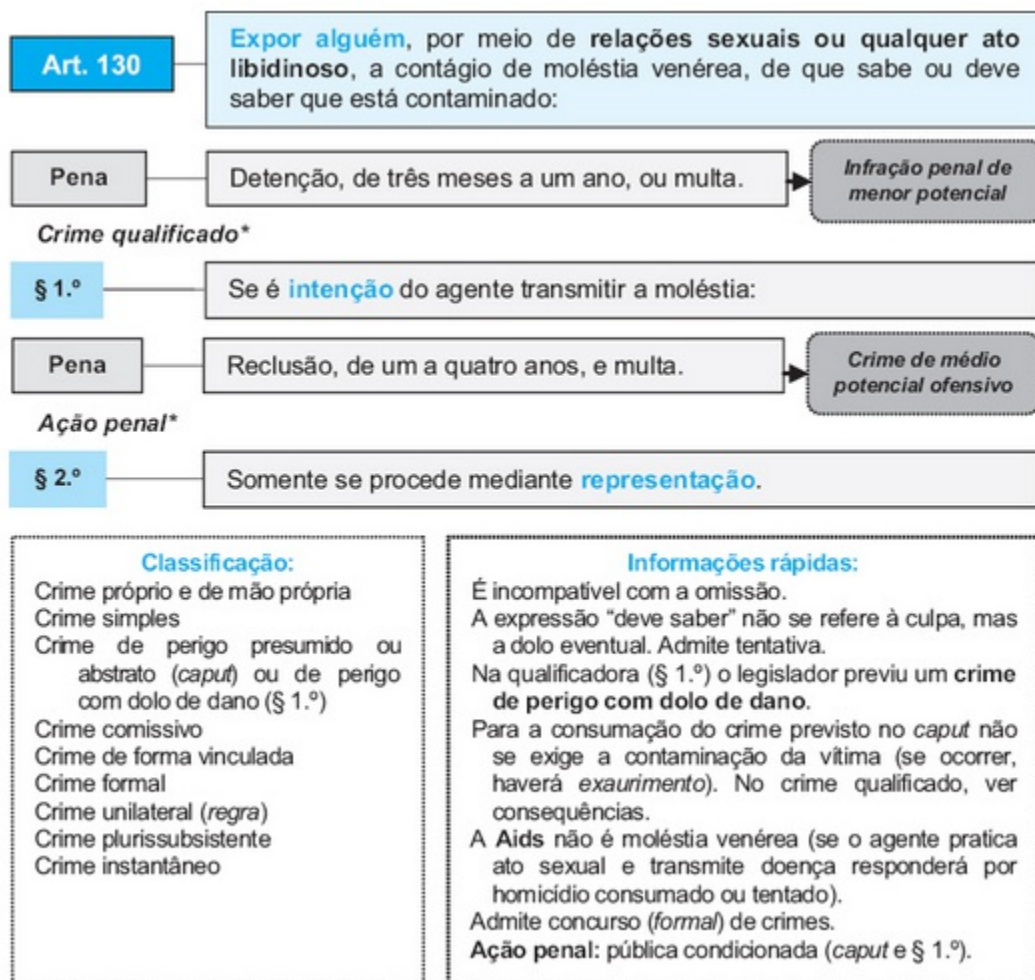 Art. 130
Expor alguém, por meio de relações sexuais ou qualquer ato
libidinoso, a contágio de moléstia venérea, de que sabe ou deve
saber que está contaminado:
Pena
Detenção, de três meses a um ano, ou multa.
Infração penal de
menor potencial
Crime qualificado*
§ 1.º
Se é intenção do agente transmitir a moléstia:
Pena
Reclusão, de um a quatro anos, e multa.
Crime de médio
potencial ofensivo
Ação penal*
§ 2.º
Somente se procede mediante representação.
Classificação:
Crime próprio e de mão própria
Crime simples
Crime de perigo presumido ou
abstrato (caput) ou de perigo
com dolo de dano (§ 1.º)
Crime comissivo
Crime de forma vinculada
Crime formal
Crime unilateral (regra)
Crime plurissubsistente
Crime instantâneo
Informações rápidas:
É incompatível com a omissão.
A expressão “deve saber” não se refere à culpa, mas
a dolo eventual. Admite tentativa.
Na qualificadora (§ 1.º) o legislador previu um crime
de perigo com dolo de dano.
Para a consumação do crime previsto no caput não
se exige a contaminação da vítima (se ocorrer,
haverá exaurimento). No crime qualificado, ver
consequências.
A Aids não é moléstia venérea (se o agente pratica
ato sexual e transmite doença responderá por
homicídio consumado ou tentado).
Admite concurso (formal) de crimes.
Ação penal: pública condicionada (caput e § 1.º).